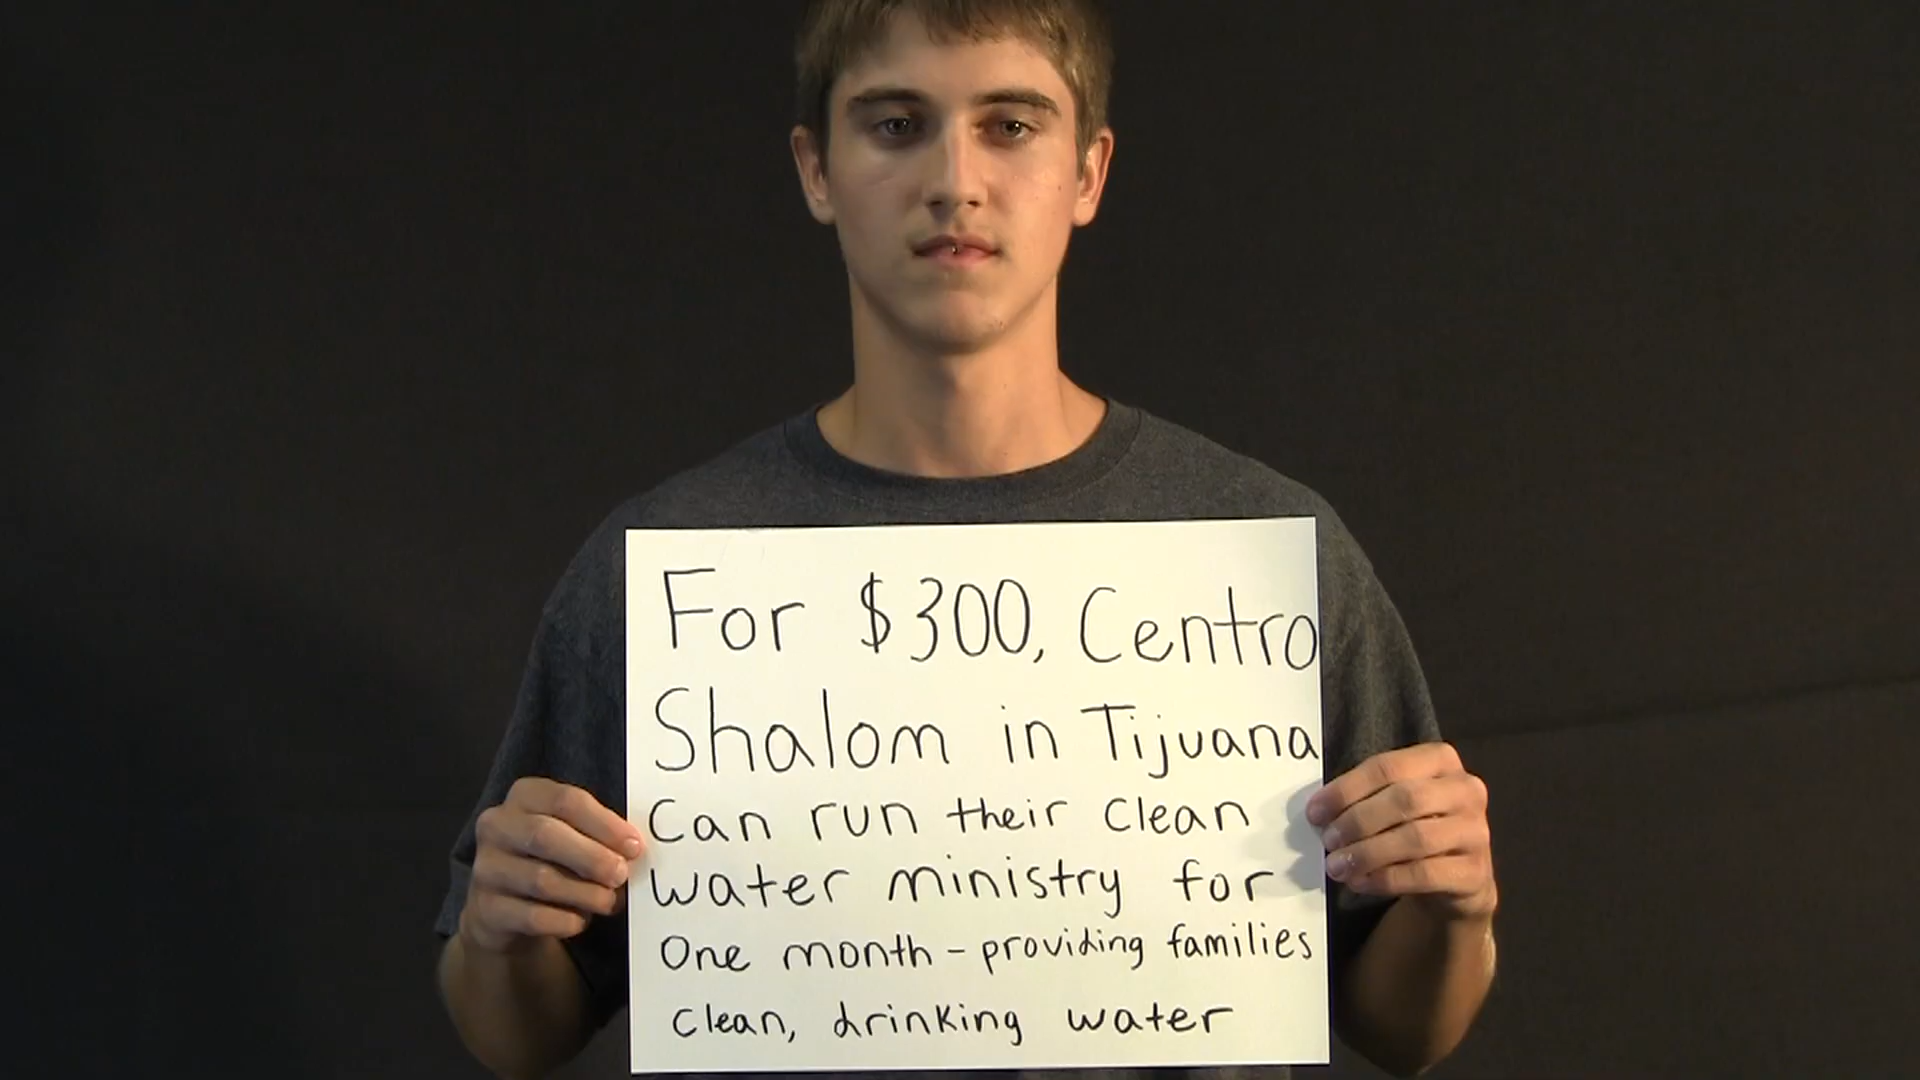 For $300, Centro
Shalom in Tijuana
Can run their clean
water ministry for
One month - providing families
clean, drinking water